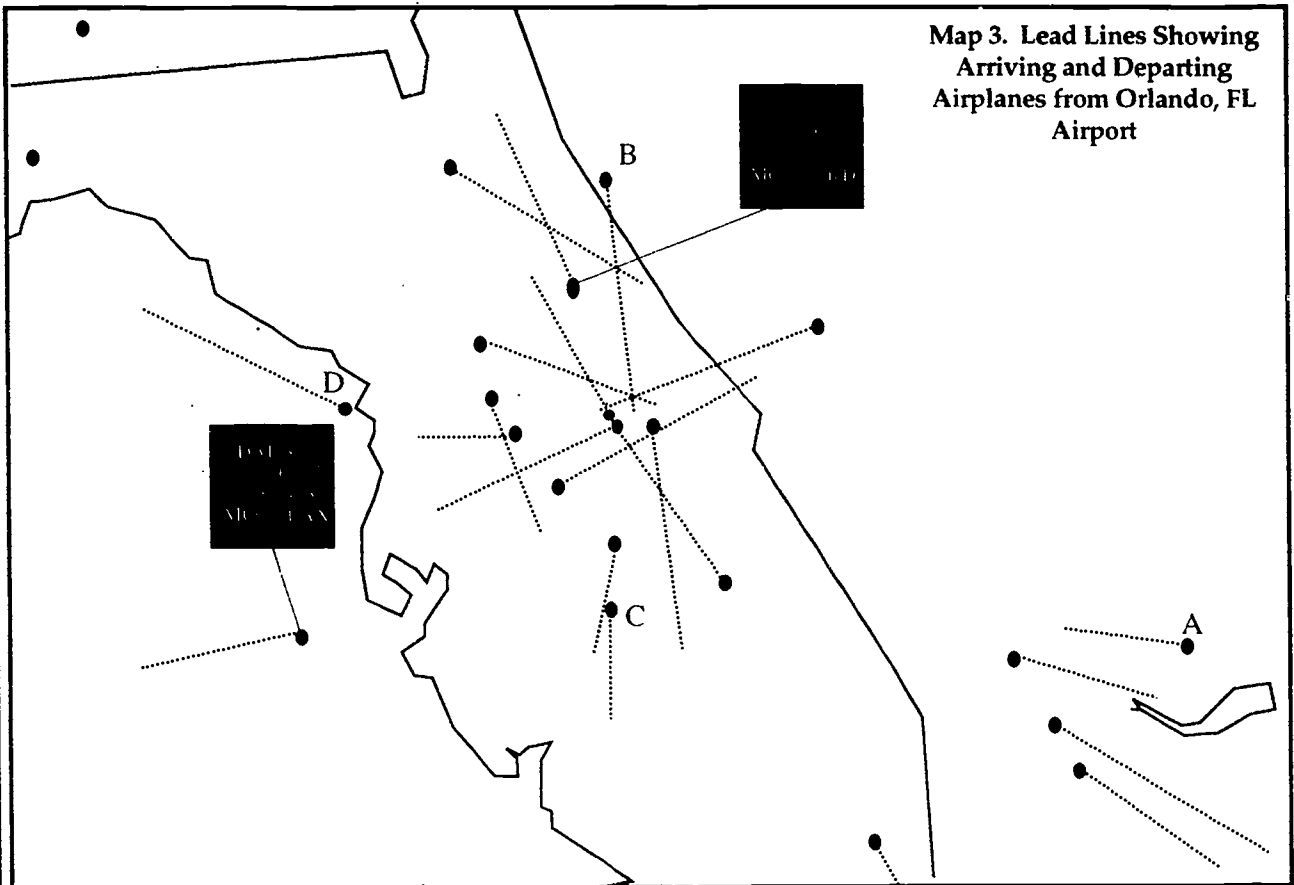 Map 3. Lead Lines Showing
Arriving and Departing
Airplanes from Orlando, FL
Airport
B
D
C
A